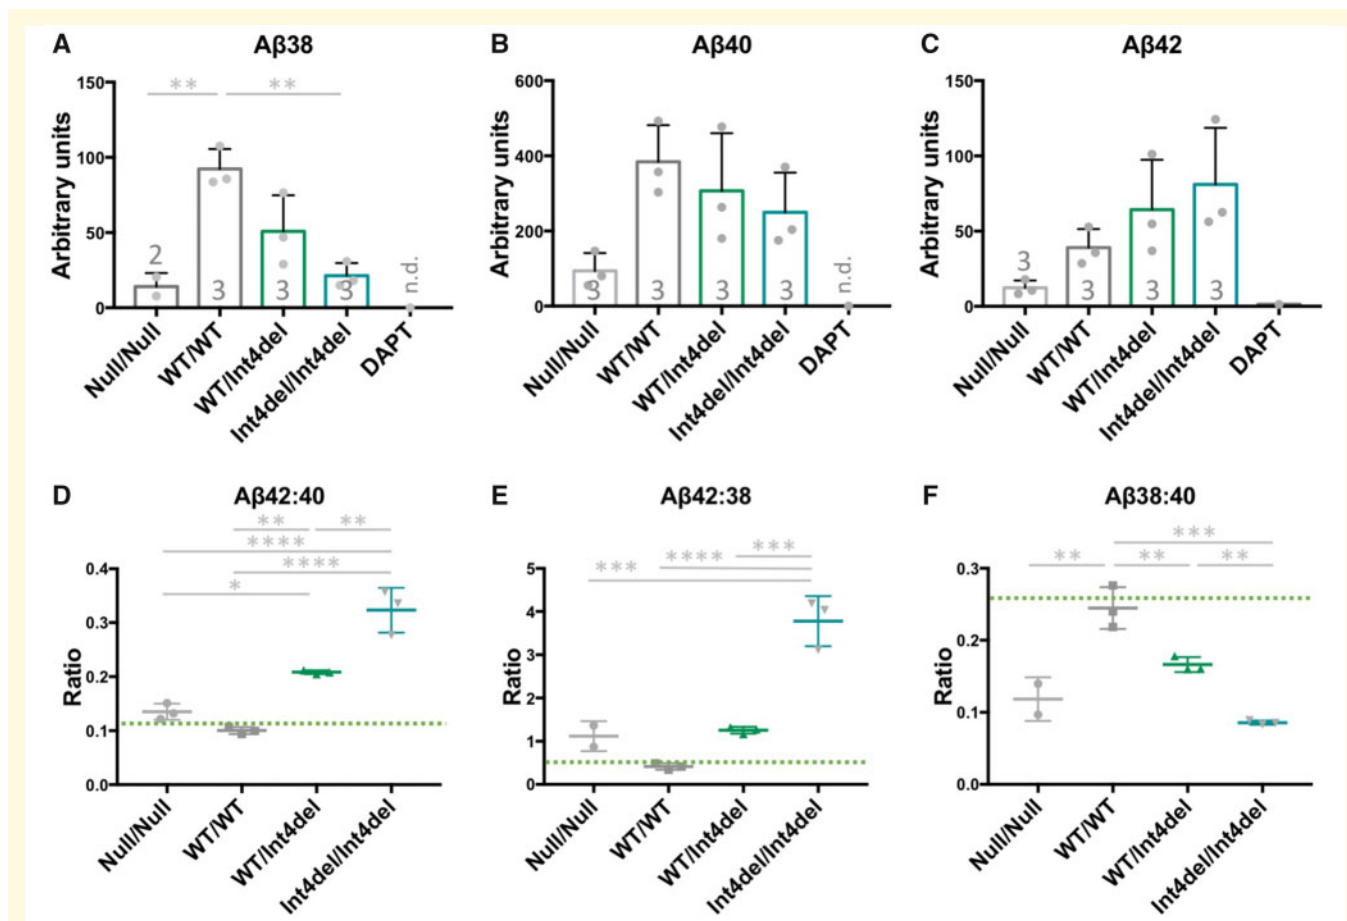 A
Aβ38
Arbitrary units
150
100
50
0
** **
2 3 3 3 n.d.
Null/Null
WT/WT
WT/Int4del
Int4del/Int4del
DAPT
B
Aβ40
Arbitrary units
600
400
200
0
3 3 3 3 n.d.
Null/Null
WT/WT
WT/Int4del
Int4del/Int4del
DAPT
C
Aβ42
Arbitrary units
150
100
50
0
3 3 3 3
Null/Null
WT/WT
WT/Int4del
Int4del/Int4del
DAPT
D
Aβ42:40
** **
****
****
*
Ratio
0.4
0.3
0.2
0.1
0.0
Null/Null
WT/WT
WT/Int4del
Int4del/Int4del
E
Aβ42:38
*** **** ***
Ratio
5
4
3
2
1
0
Null/Null
WT/WT
WT/Int4del
Int4del/Int4del
F
Aβ38:40
***
** ** **
Ratio
0.3
0.2
0.1
0.0
Null/Null
WT/WT
WT/Int4del
Int4del/Int4del